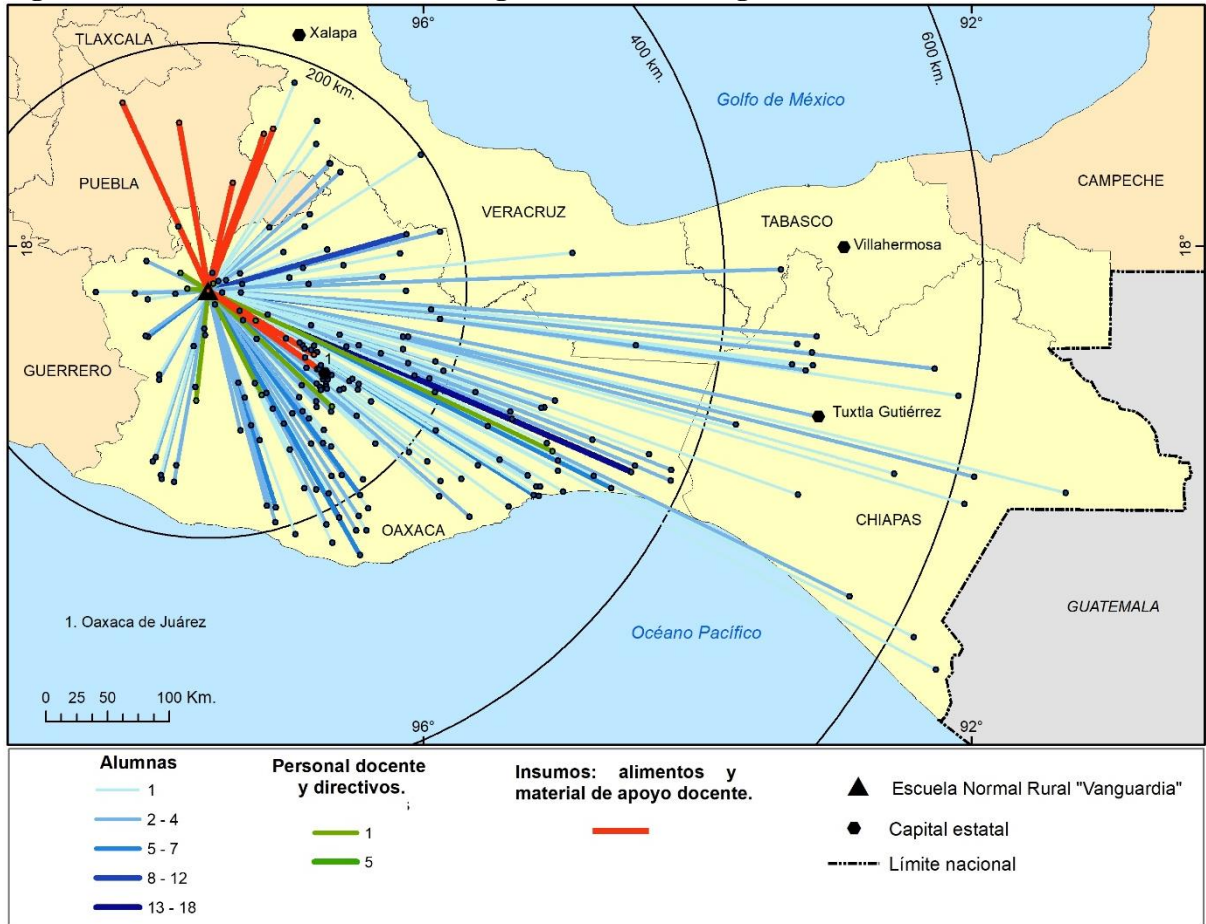 96°
92°
TLAXCALA
Xalapa
200 km.
400 km.
600 km.
Golfo de México
PUEBLA
VERACRUZ
TABASCO
CAMPECHE
18°
Villahermosa
18°
GUERRERO
1
Tuxtla Gutiérrez
OAXACA
CHIAPAS
GUATEMALA
1. Oaxaca de Juárez
Océano Pacífico
0 25 50 100 Km.
96°
92°
Alumnas
1
2 - 4
5 - 7
8 - 12
13 - 18
Personal docente
y directivos.
;
1
5
Insumos: alimentos y
material de apoyo docente.
Escuela Normal Rural "Vanguardia"
Capital estatal
Límite nacional